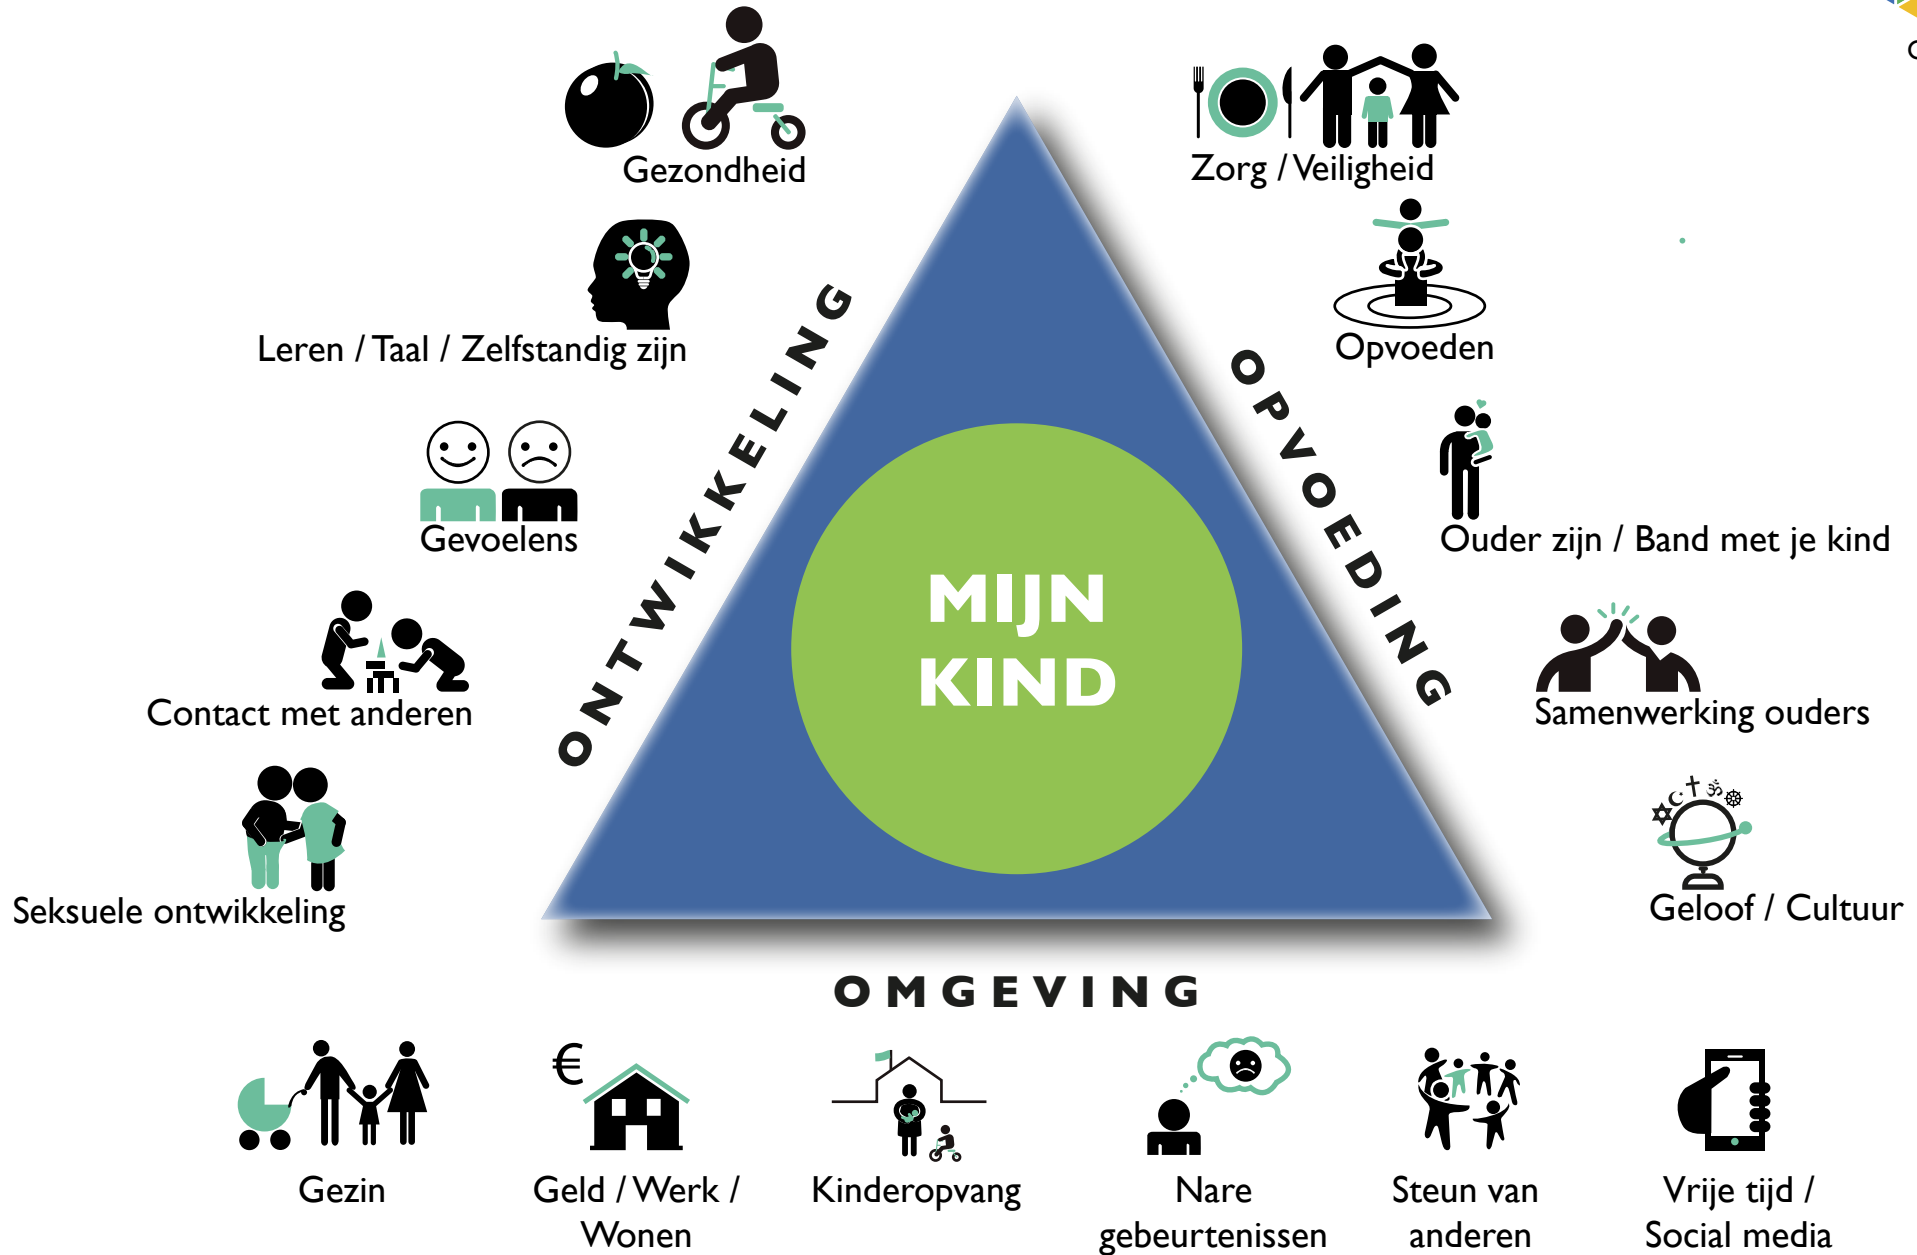 Gezondheid
Leren / Taal / Zelfstandig zijn
Gevoelens
Contact met anderen
Seksuele ontwikkeling
ONTWIKKELING
MIJN
KIND
OPVOEDING
Zorg / Veiligheid
Opvoeden
Ouder zijn / Band met je kind
Samenwerking ouders
Geloof / Cultuur
OMGEVING
€
Gezin
Geld / Werk /
Wonen
Kinderopvang
Nare
gebeurtenissen
Steun van
anderen
Vrije tijd /
Social media